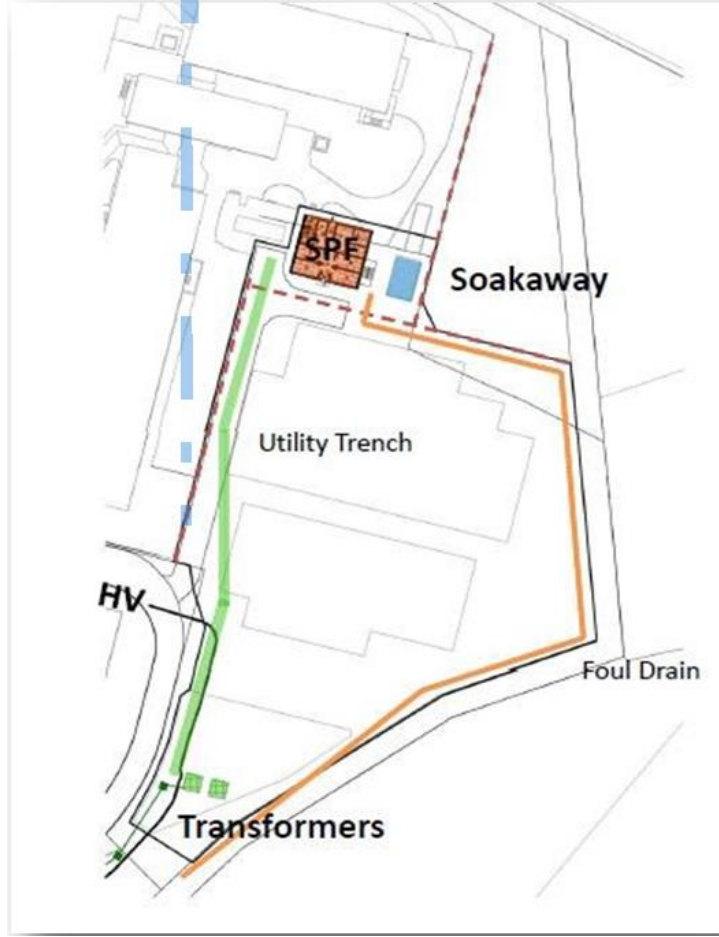 SPF
Soakaway
Utility Trench
HV
Foul Drain
Transformers